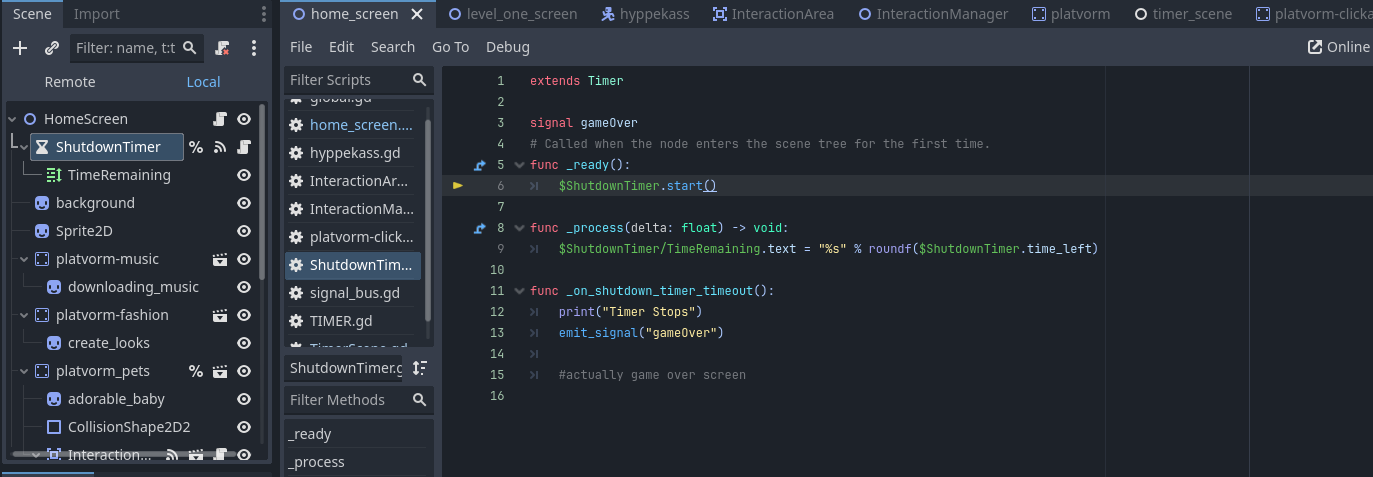 Scene Import
home_screen level_one_screen hyppekass InteractionArea InteractionManager platvorm timer_scene platvorm-clicka
Filter: name, t:t
File Edit Search Go To Debug Online
Remote Local
Filter Scripts
HomeScreen
ShutdownTimer
TimeRemaining
background
Sprite2D
platvorm-music
downloading_music
platvorm-fashion
create_looks
platvorm_pets
adorable_baby
CollisionShape2D2
Interaction...
global.gd
home_screen....
hyppekass.gd
InteractionAr...
InteractionMa...
platvorm-click...
ShutdownTim...
signal_bus.gd
TIMER.gd
ShutdownTimer.g
Filter Methods
_ready
_process
1 extends Timer
2
3 signal gameOver
4 # Called when the node enters the scene tree for the first time.
5 func _ready():
6 $ShutdownTimer.start()
7
8 func _process(delta: float) -> void:
9 $ShutdownTimer/TimeRemaining.text = "%s" % roundf($ShutdownTimer.time_left)
10
11 func _on_shutdown_timer_timeout():
12 print("Timer Stops")
13 emit_signal("gameOver")
14
15 #actually game over screen
16